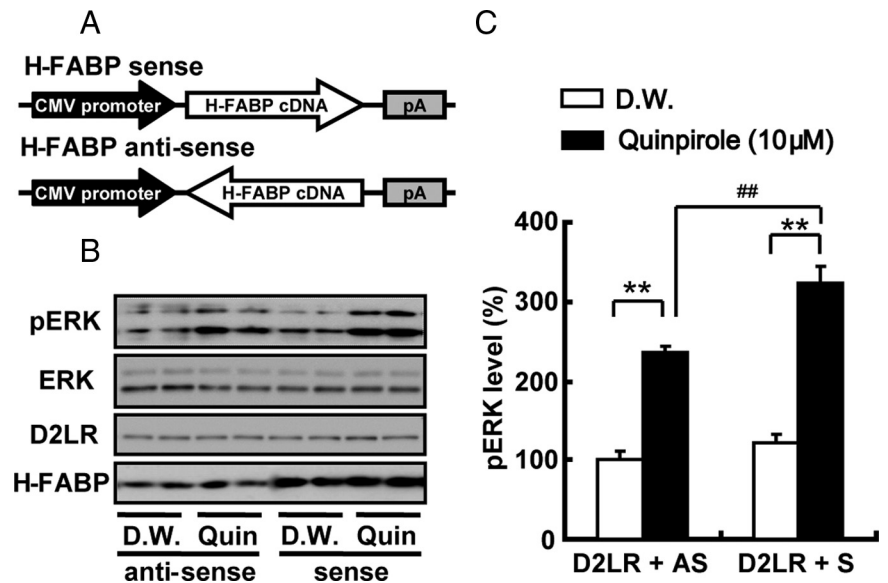 A
H-FABP sense
CMV promoter H-FABP cDNA pA
H-FABP anti-sense
CMV promoter H-FABP cDNA pA
B
pERK
ERK
D2LR
H-FABP
D.W. Quin D.W. Quin
anti-sense sense
C
D.W.
Quinpirole (10μM)
##
**
**
pERK level (%)
400
300
200
100
0
D2LR + AS D2LR + S